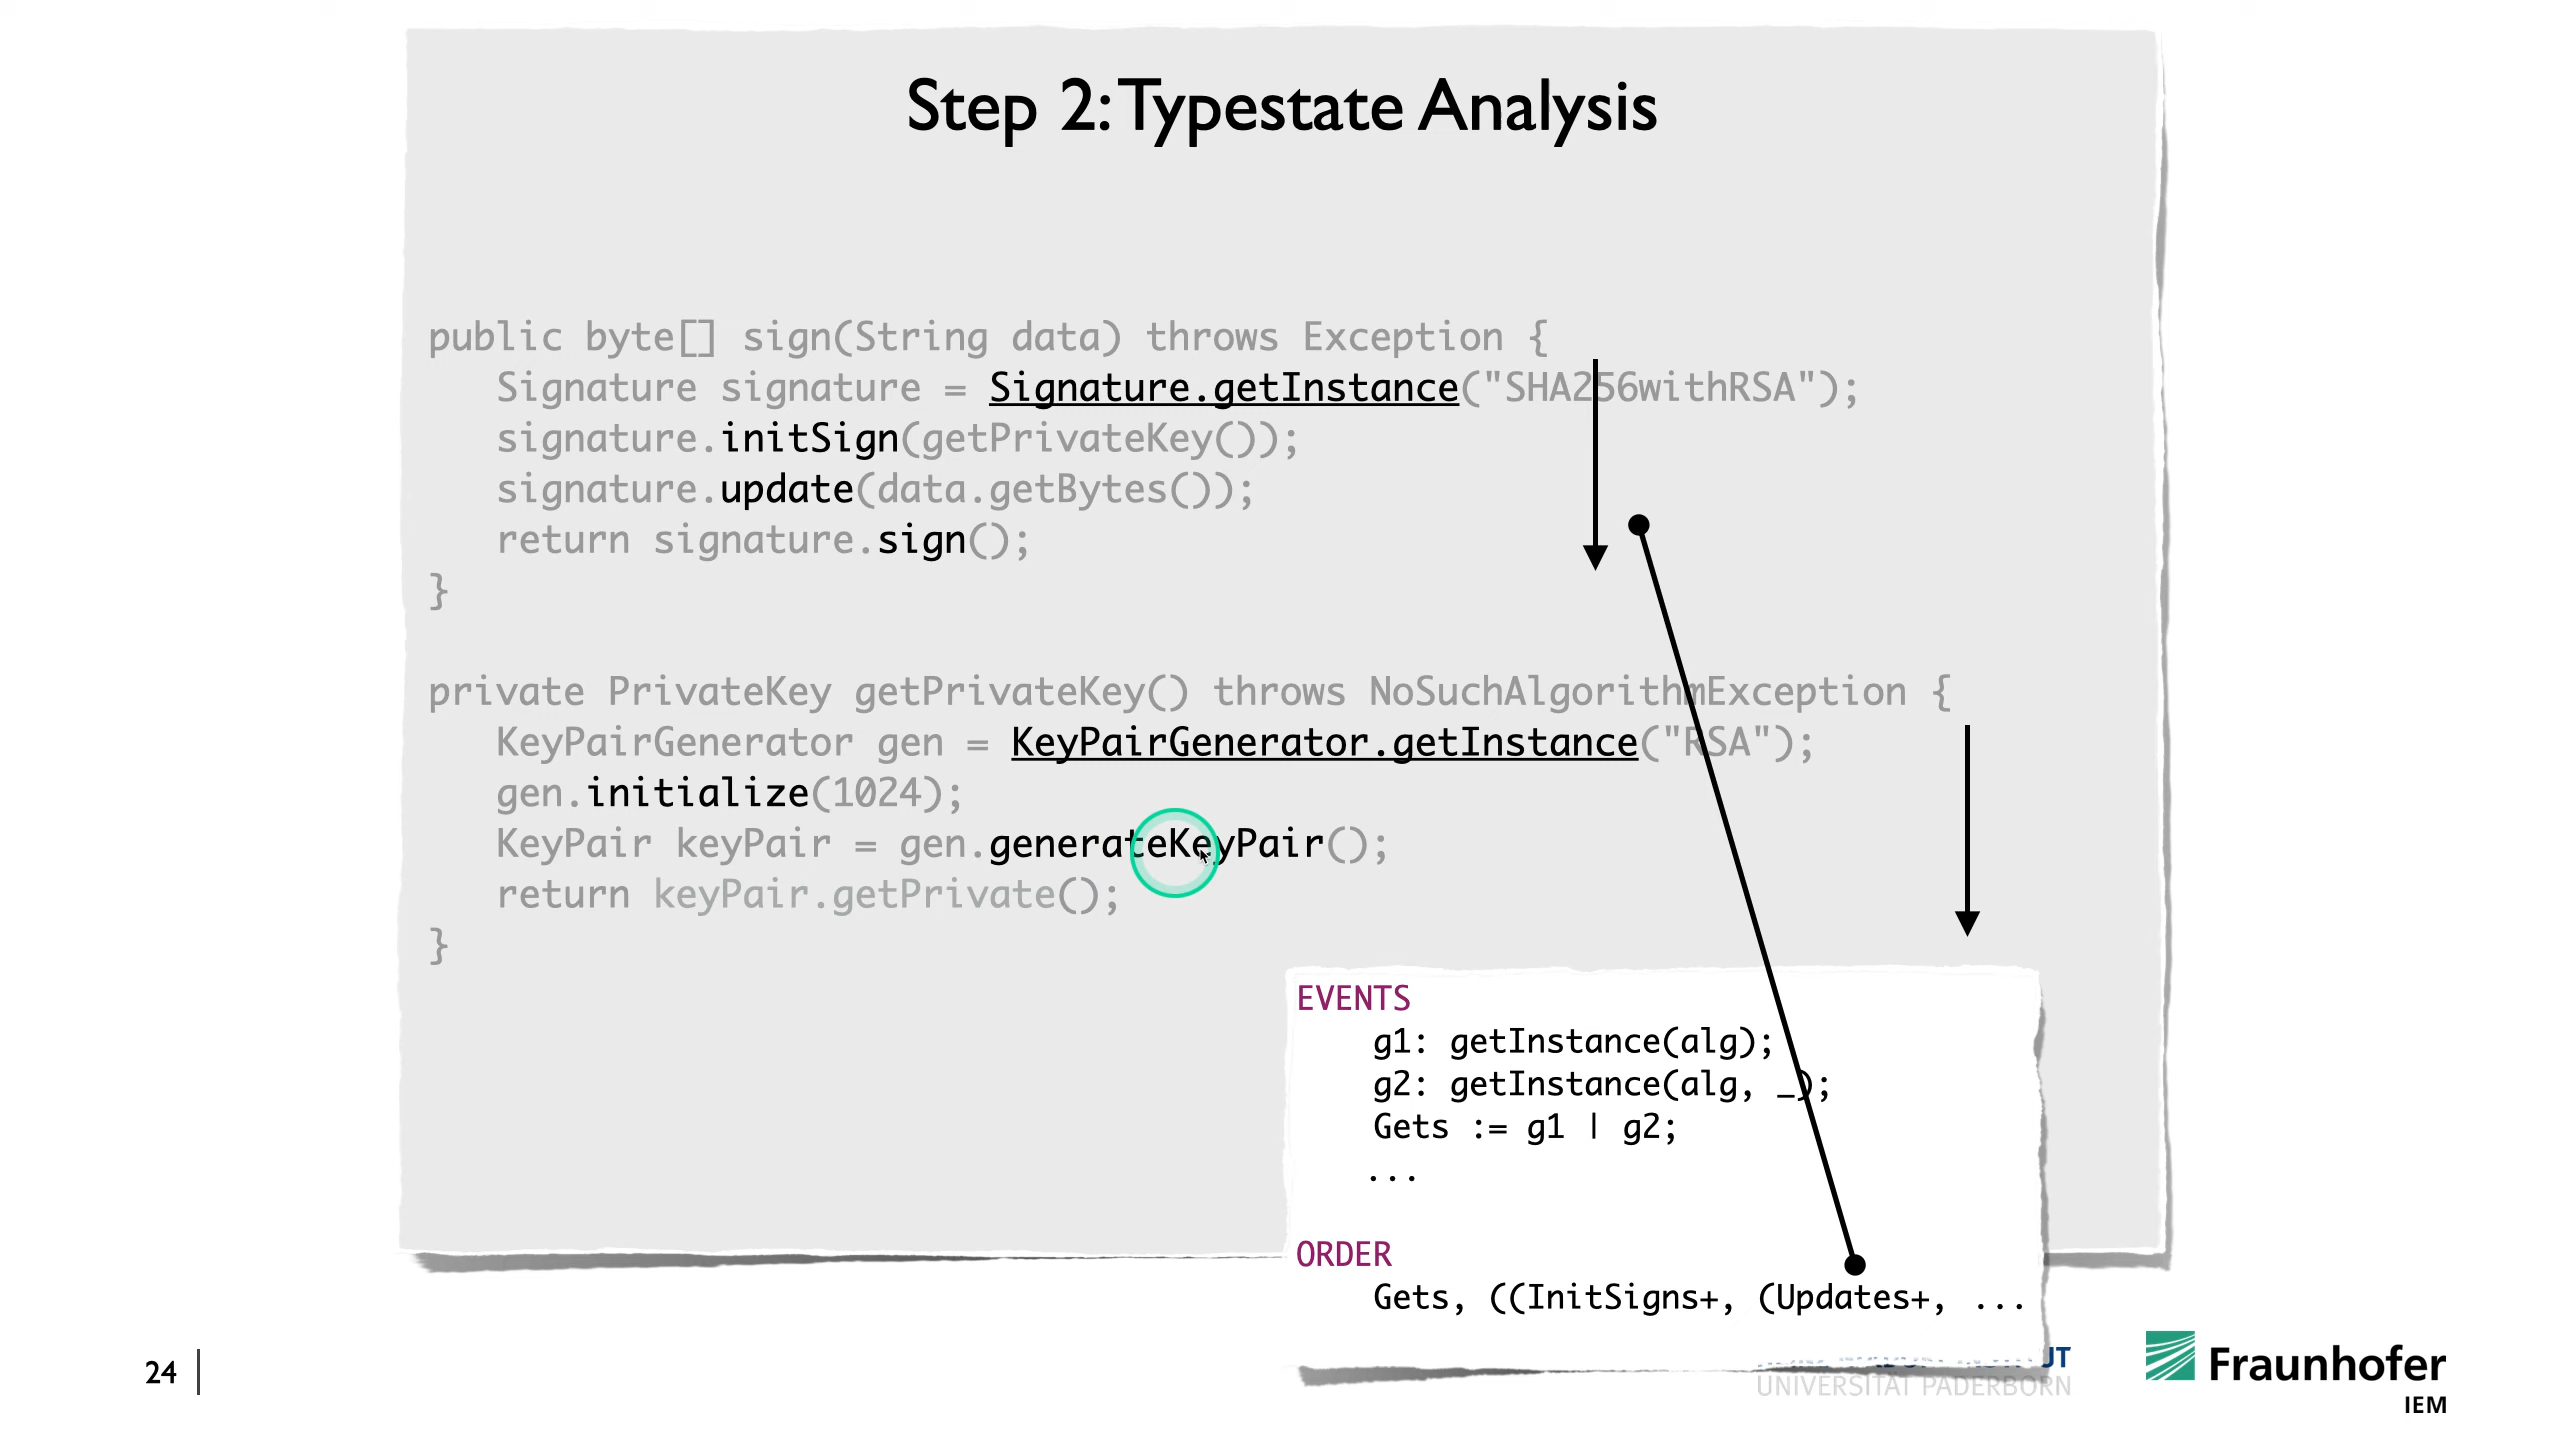 Step 2: Typestate Analysis
public byte[] sign(String data) throws Exception {
Signature signature = Signature.getInstance("SHA256withRSA");
signature.initSign(getPrivateKey());
signature.update(data.getBytes());
return signature.sign();
}
private PrivateKey getPrivateKey() throws NoSuchAlgorithmException {
KeyPairGenerator gen = KeyPairGenerator.getInstance("RSA");
gen.initialize(1024);
KeyPair keyPair = gen.generateKeyPair();
return keyPair.getPrivate();
}
EVENTS
g1: getInstance(alg);
g2: getInstance(alg, _);
Gets := g1 | g2;
...
ORDER
Gets, ((InitSigns+, (Updates+, ...
24
UNIVERSITÄT PADERBORN
Fraunhofer
IEM